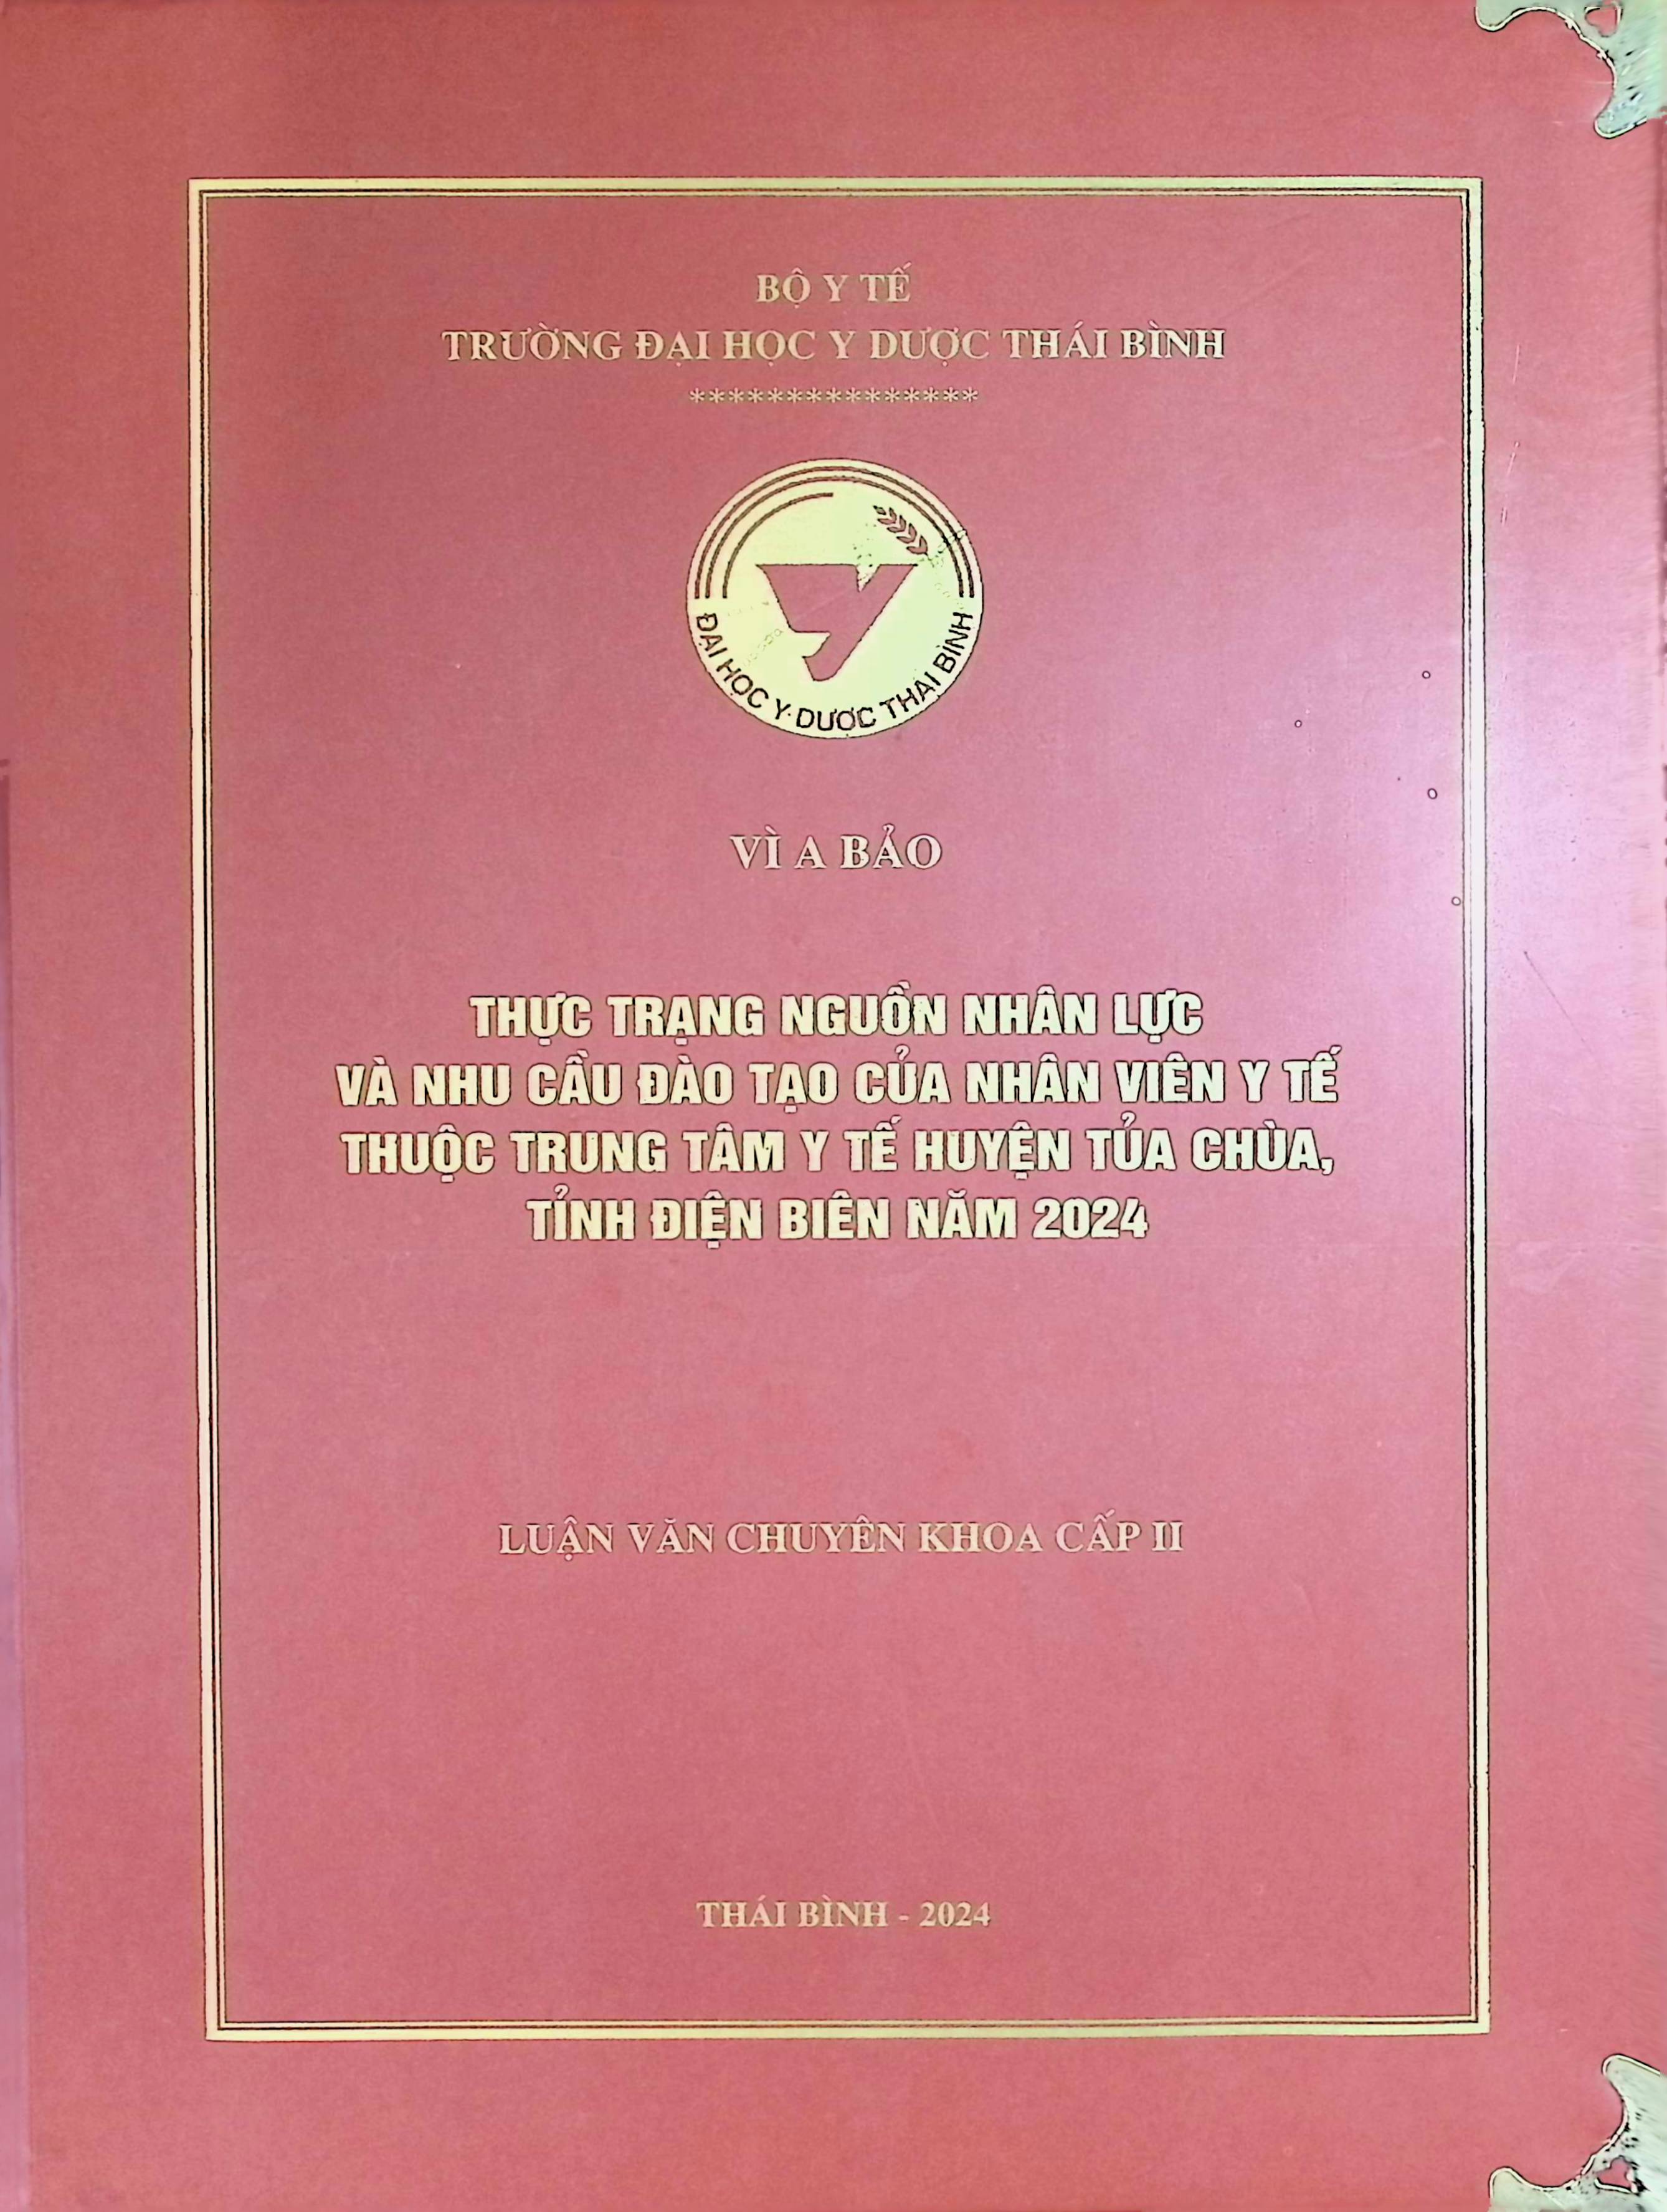 BỘ Y TẾ
TRƯỜNG ĐẠI HỌC Y DƯỢC THÁI BÌNH
***************
ĐẠI HỌC Y DƯỢC THÁI BÌNH
VÌ A BẢO
THỰC TRẠNG NGUỒN NHÂN LỰC
VÀ NHU CẦU ĐÀO TẠO CỦA NHÂN VIÊN Y TẾ
THUỘC TRUNG TÂM Y TẾ HUYỆN TỦA CHÙA,
TỈNH ĐIỆN BIÊN NĂM 2024
LUẬN VĂN CHUYÊN KHOA CẤP II
THÁI BÌNH - 2024